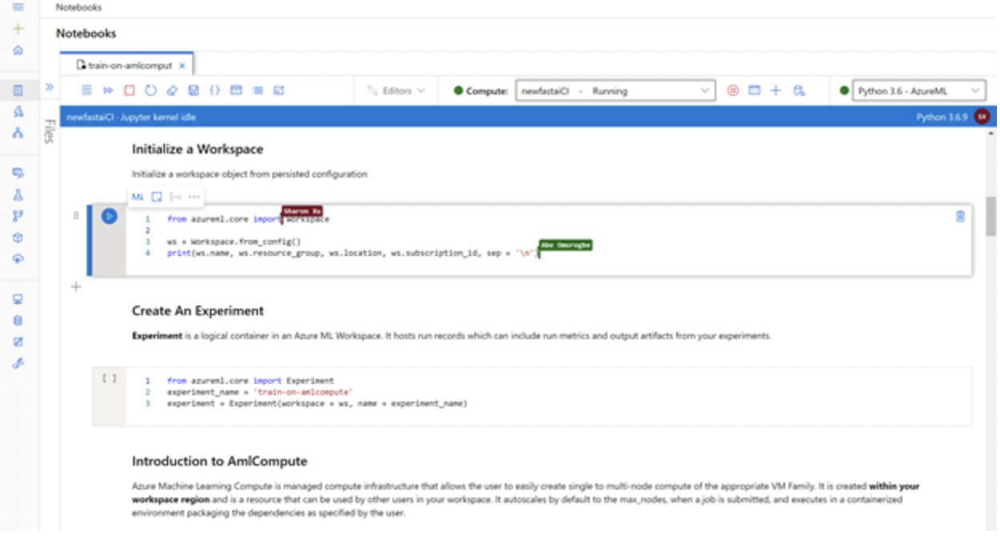 Notebooks
Notebooks
train-on-amlcomput ×
Editors
Compute: newfastaiCI - Running
Python 3.6 - AzureML
newfastaiCI · Jupyter kernel idle
Python 3.6.9 SX
Files
Initialize a Workspace
Initialize a workspace object from persisted configuration
M↓
Sharon Xu
1 from azureml.core import Workspace
2
3 ws = Workspace.from_config()
Abe Omorogbe
4 print(ws.name, ws.resource_group, ws.location, ws.subscription_id, sep = "\n")
Create An Experiment
Experiment is a logical container in an Azure ML Workspace. It hosts run records which can include run metrics and output artifacts from your experiments.
[ ]
1 from azureml.core import Experiment
2 experiment_name = 'train-on-amlcompute'
3 experiment = Experiment(workspace = ws, name = experiment_name)
Introduction to AmlCompute
Azure Machine Learning Compute is managed compute infrastructure that allows the user to easily create single to multi-node compute of the appropriate VM Family. It is created within your
workspace region and is a resource that can be used by other users in your workspace. It autoscales by default to the max_nodes, when a job is submitted, and executes in a containerized
environment packaging the dependencies as specified by the user.